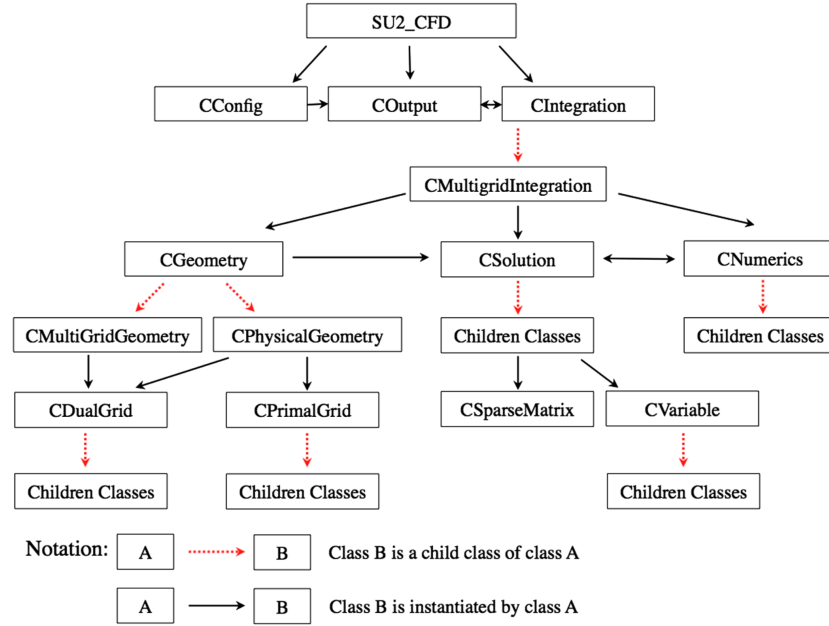 SU2_CFD
CConfig
COutput
CIntegration
CMultigridIntegration
CGeometry
CSolution
CNumerics
CMultiGridGeometry
CPhysicalGeometry
Children Classes
Children Classes
CDualGrid
CPrimalGrid
CSparseMatrix
CVariable
Children Classes
Children Classes
Children Classes
Notation: A B Class B is a child class of class A
A B Class B is instantiated by class A